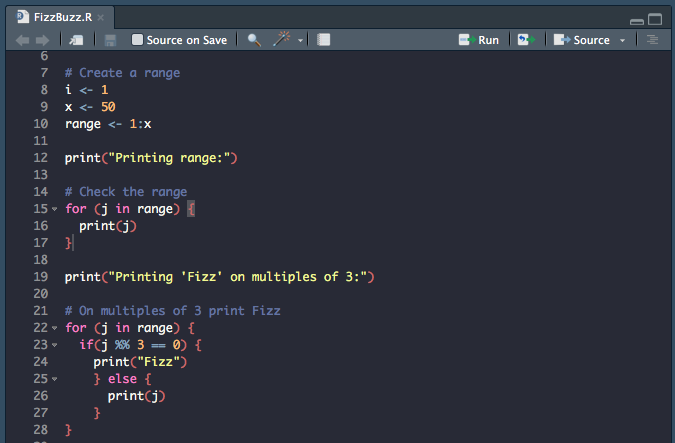 FizzBuzz.R ×
Source on Save Run Source
6
7 # Create a range
8 i <- 1
9 x <- 50
10 range <- 1:x
11
12 print("Printing range:")
13
14 # Check the range
15 for (j in range) {
16   print(j)
17 }
18
19 print("Printing 'Fizz' on multiples of 3:")
20
21 # On multiples of 3 print Fizz
22 for (j in range) {
23   if(j %% 3 == 0) {
24     print("Fizz")
25     } else {
26       print(j)
27     }
28 }